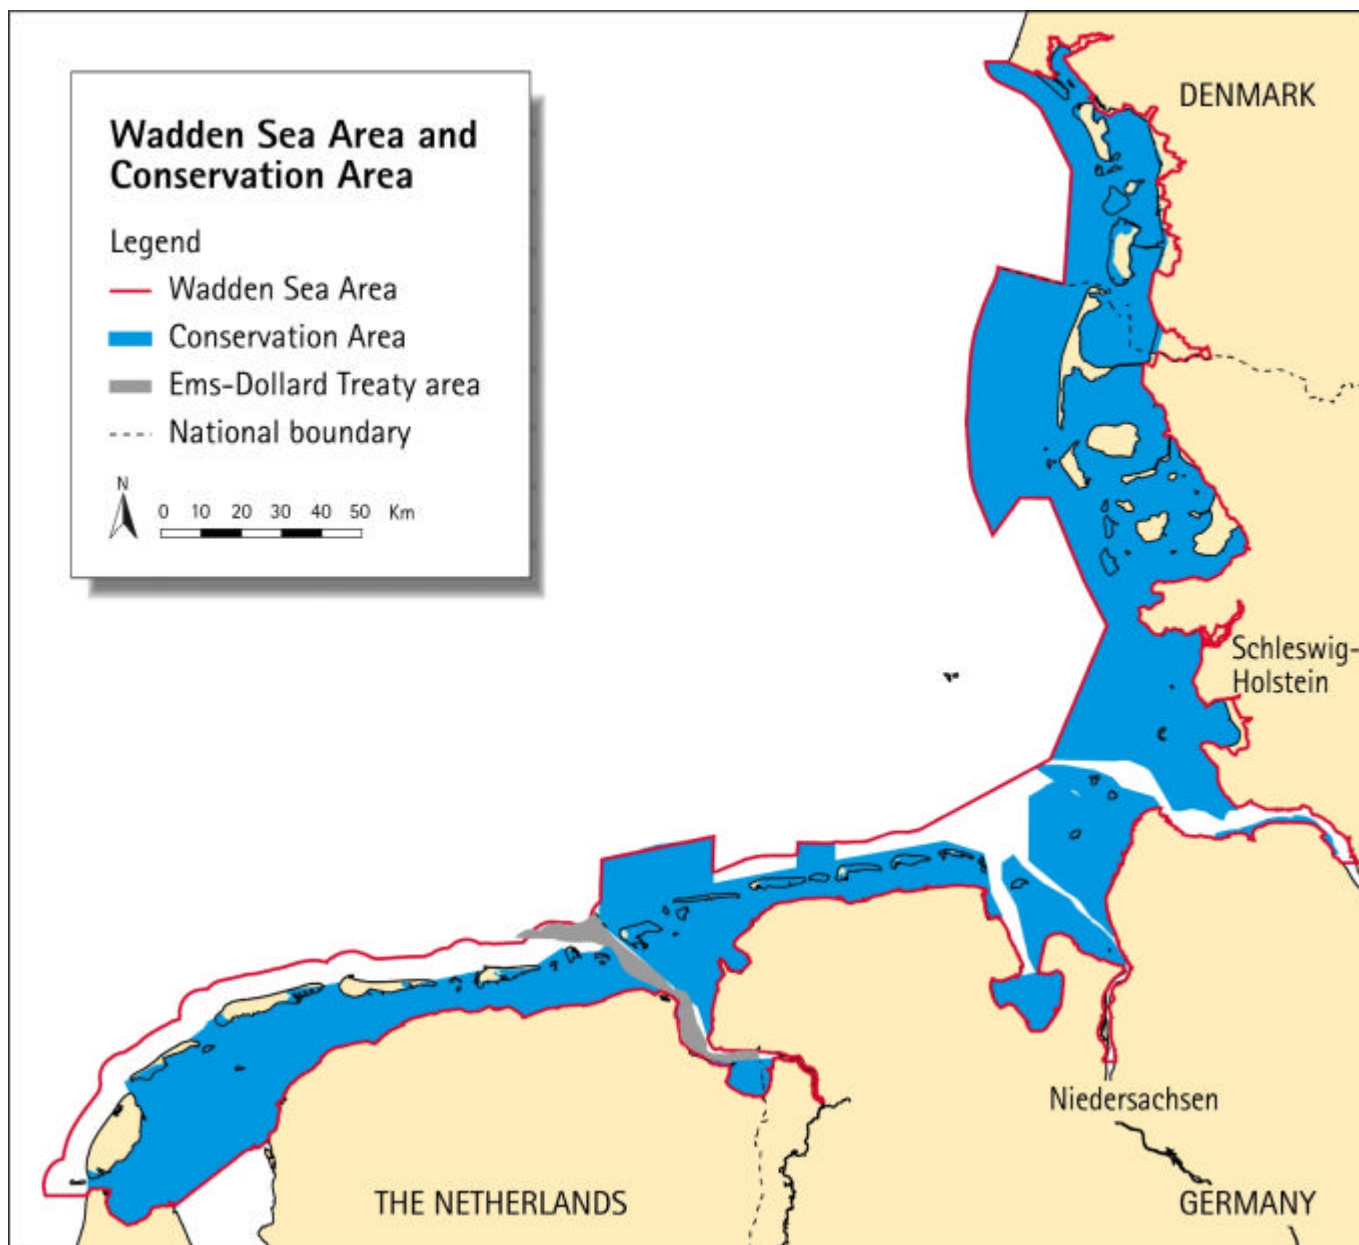 Wadden Sea Area and
Conservation Area
Legend
Wadden Sea Area
Conservation Area
Ems-Dollard Treaty area
National boundary
N
0 10 20 30 40 50 Km
DENMARK
Schleswig-
Holstein
Niedersachsen
THE NETHERLANDS
GERMANY